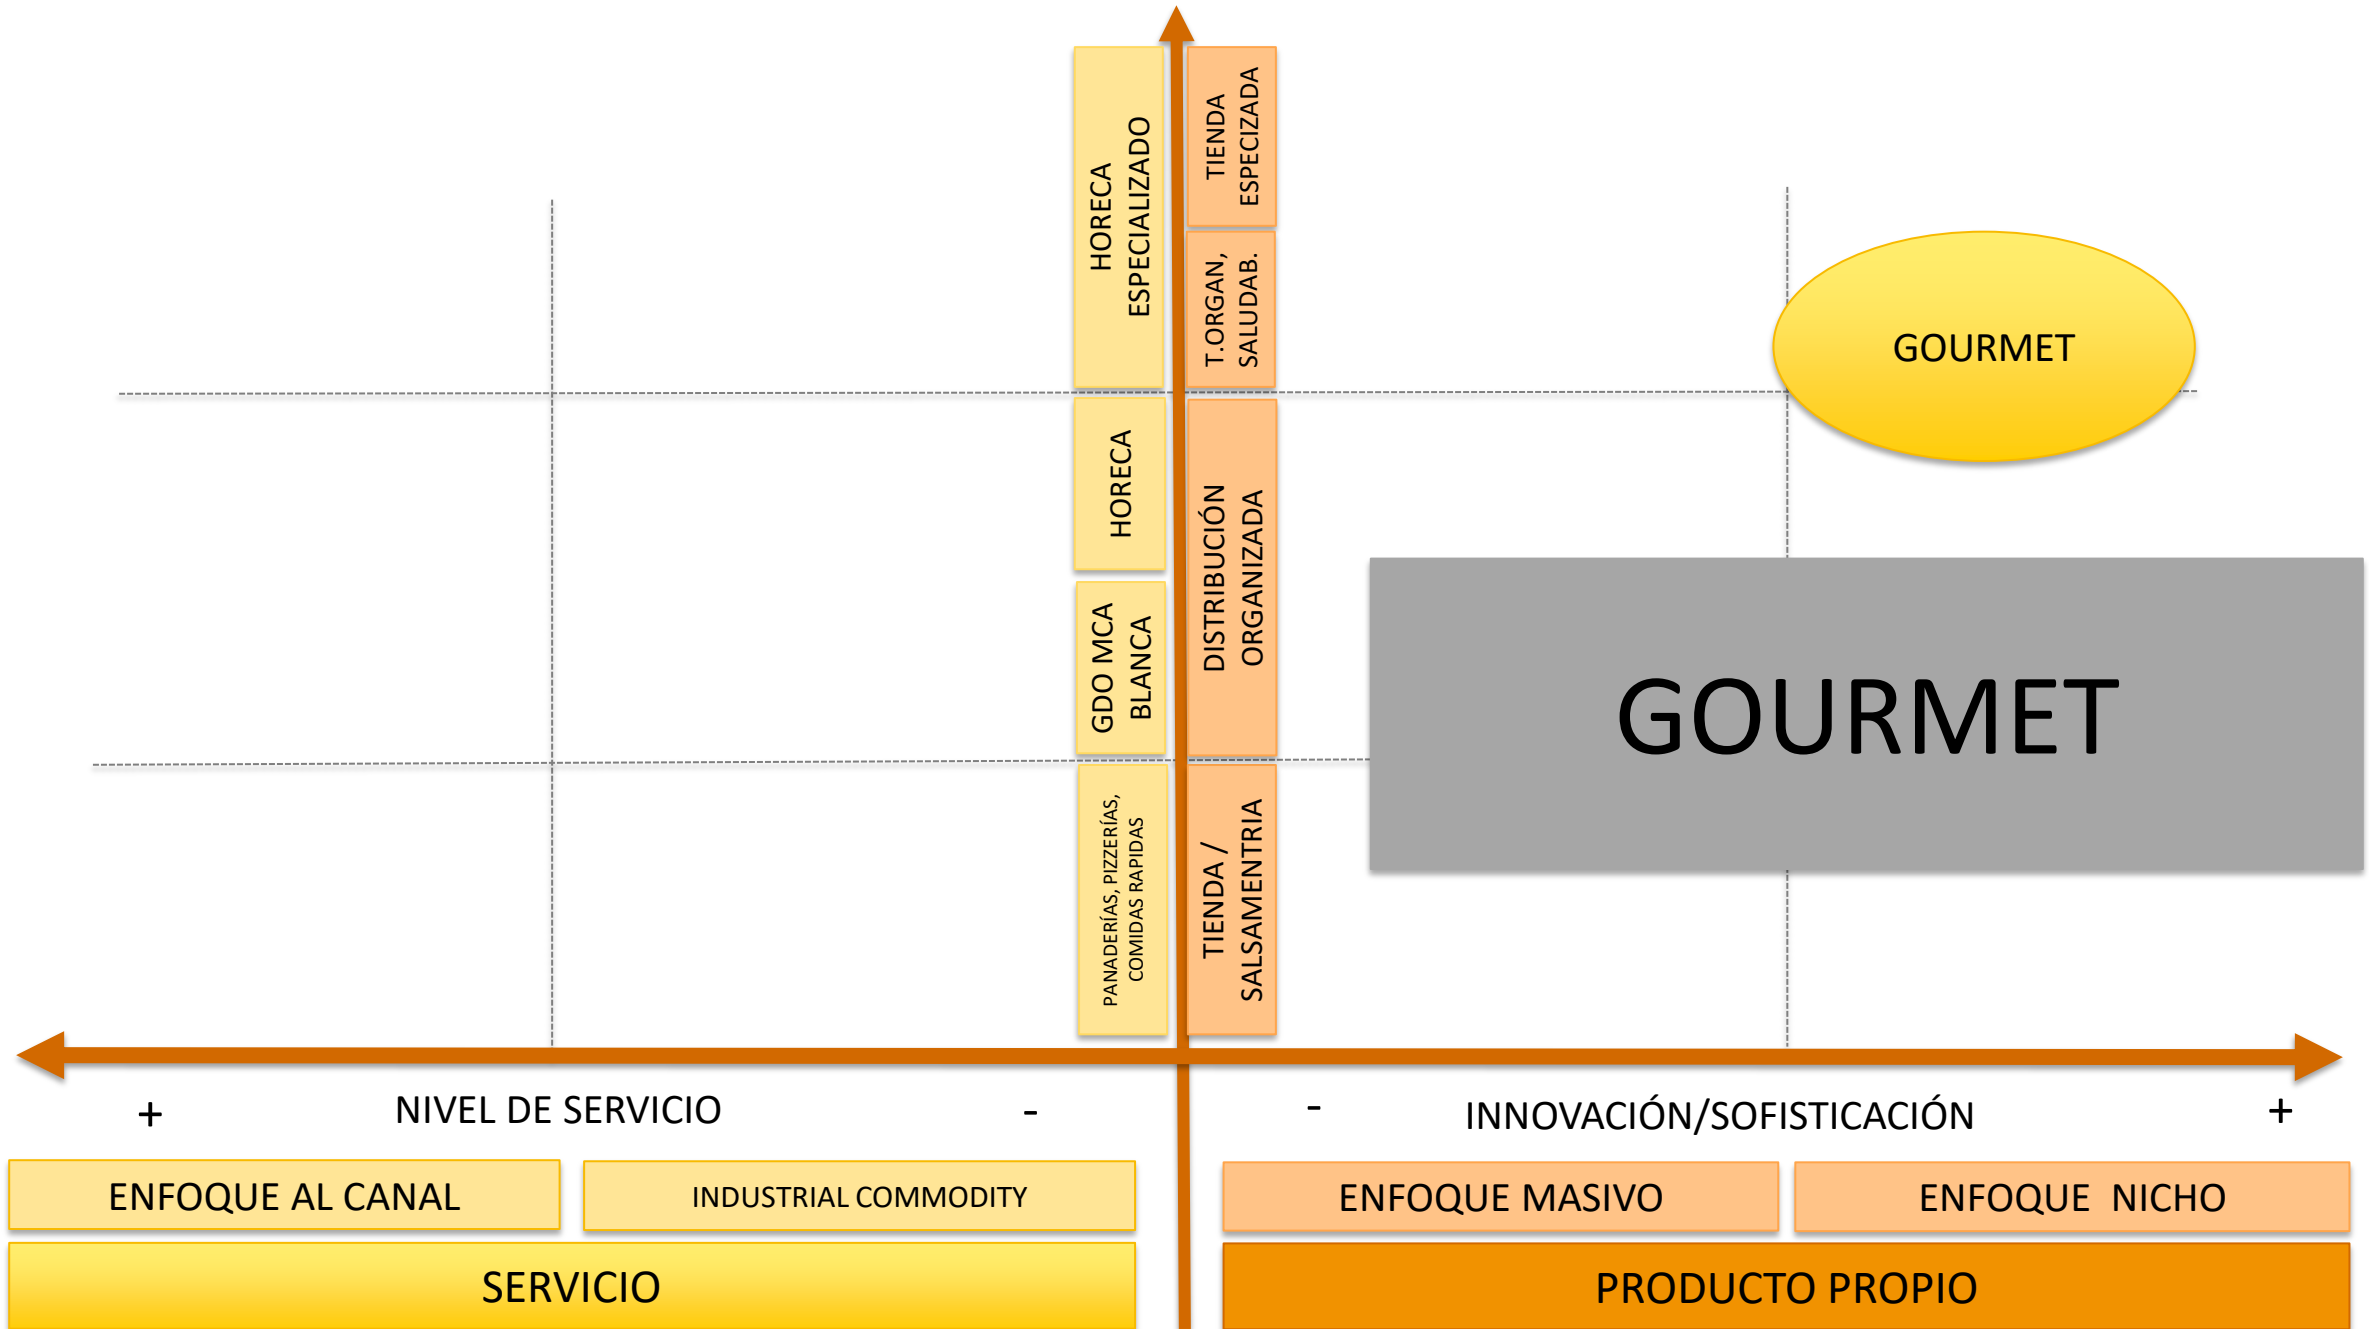 HORECA
ESPECIALIZADO
TIENDA
ESPECIZADA
T.ORGAN,
SALUDAB.
GOURMET
HORECA
DISTRIBUCIÓN
ORGANIZADA
GDO MCA
BLANCA
GOURMET
PANADERÍAS, PIZZERÍAS,
COMIDAS RAPIDAS
TIENDA /
SALSAMENTRIA
+ NIVEL DE SERVICIO -
- INNOVACIÓN/SOFISTICACIÓN +
ENFOQUE AL CANAL
INDUSTRIAL COMMODITY
ENFOQUE MASIVO
ENFOQUE NICHO
SERVICIO
PRODUCTO PROPIO